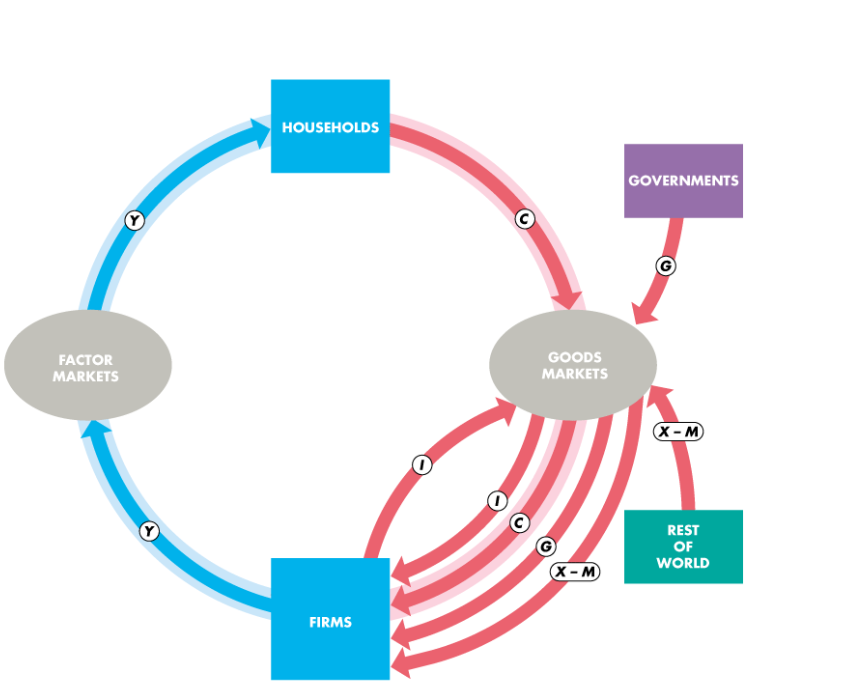 HOUSEHOLDS
GOVERNMENTS
Y
C
G
FACTOR
MARKETS
GOODS
MARKETS
X – M
I
I
C
Y
G
X – M
REST
OF
WORLD
FIRMS